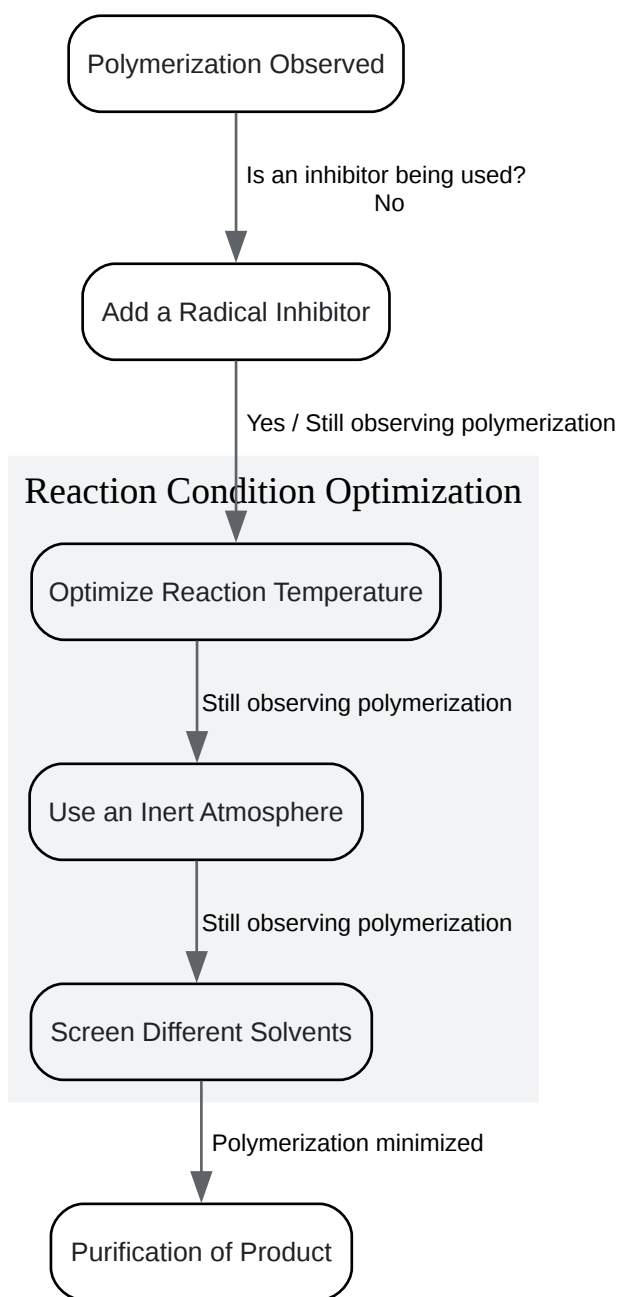 Polymerization Observed
Is an inhibitor being used?
No
Add a Radical Inhibitor
Yes / Still observing polymerization
Reaction Condition Optimization
Optimize Reaction Temperature
Still observing polymerization
Use an Inert Atmosphere
Still observing polymerization
Screen Different Solvents
Polymerization minimized
Purification of Product